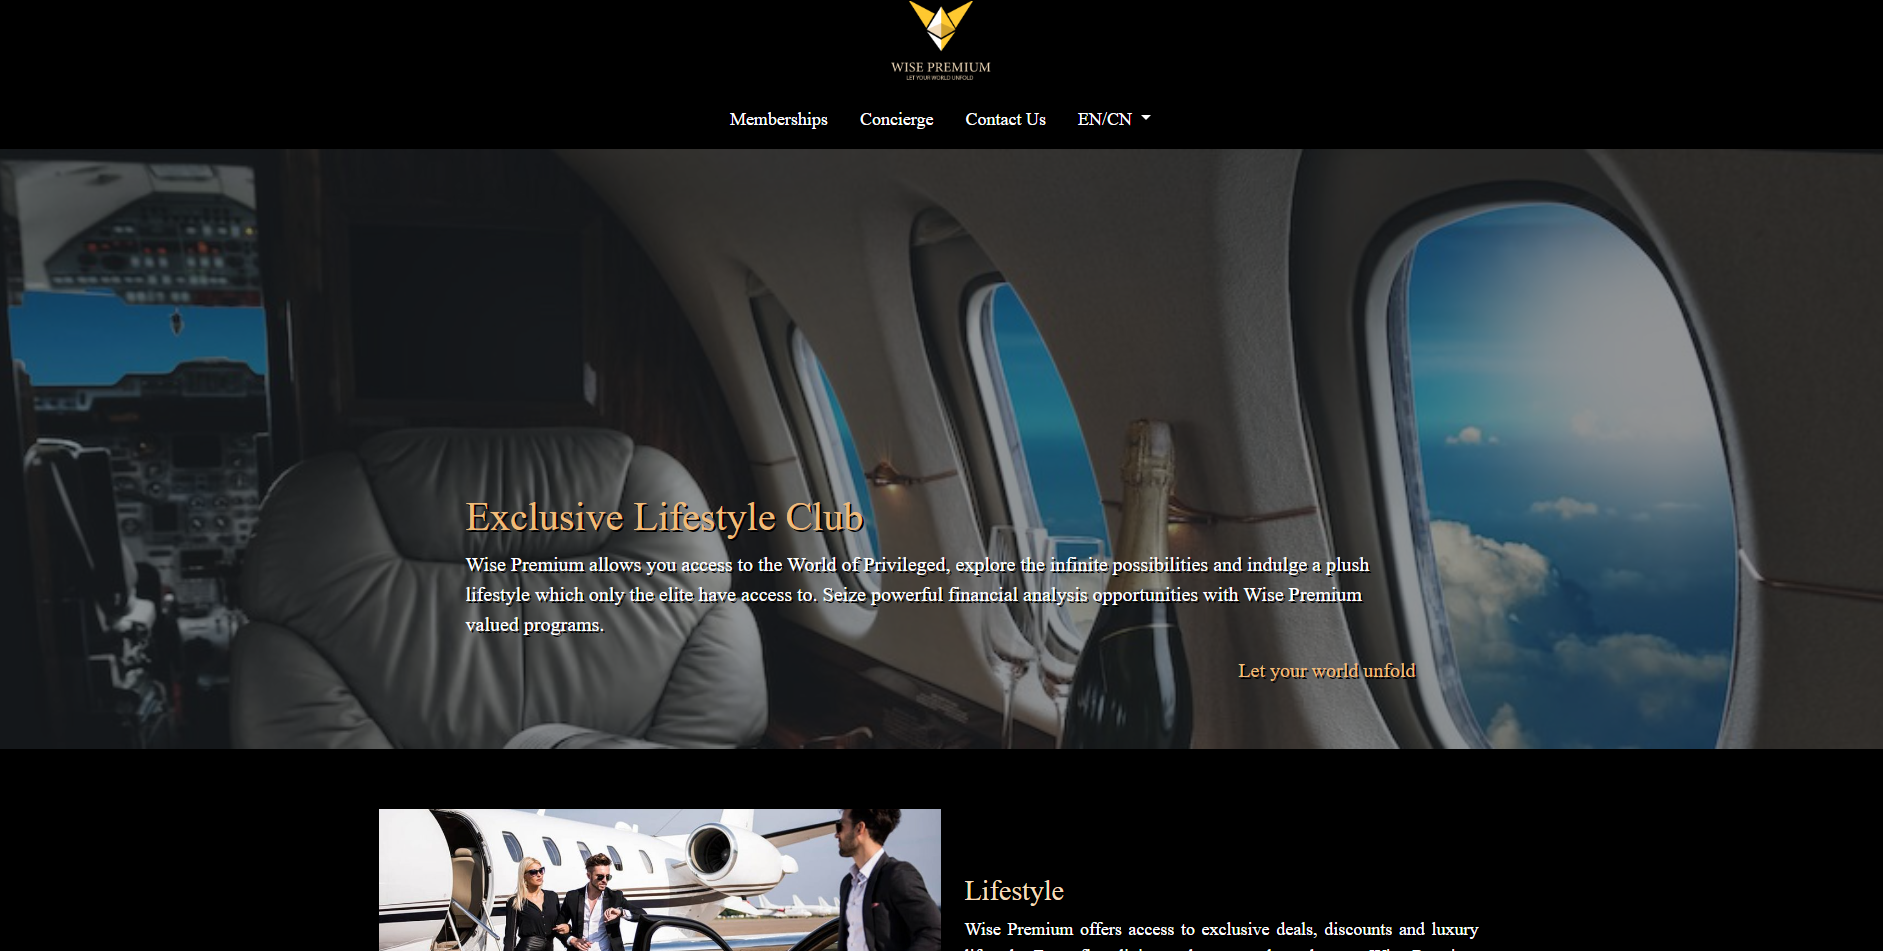 WISE PREMIUM
LET YOUR WORLD UNFOLD
Memberships Concierge Contact Us EN/CN
Exclusive Lifestyle Club
Wise Premium allows you access to the World of Privileged, explore the infinite possibilities and indulge a plush
lifestyle which only the elite have access to. Seize powerful financial analysis opportunities with Wise Premium
valued programs.
Let your world unfold
Lifestyle
Wise Premium offers access to exclusive deals, discounts and luxury